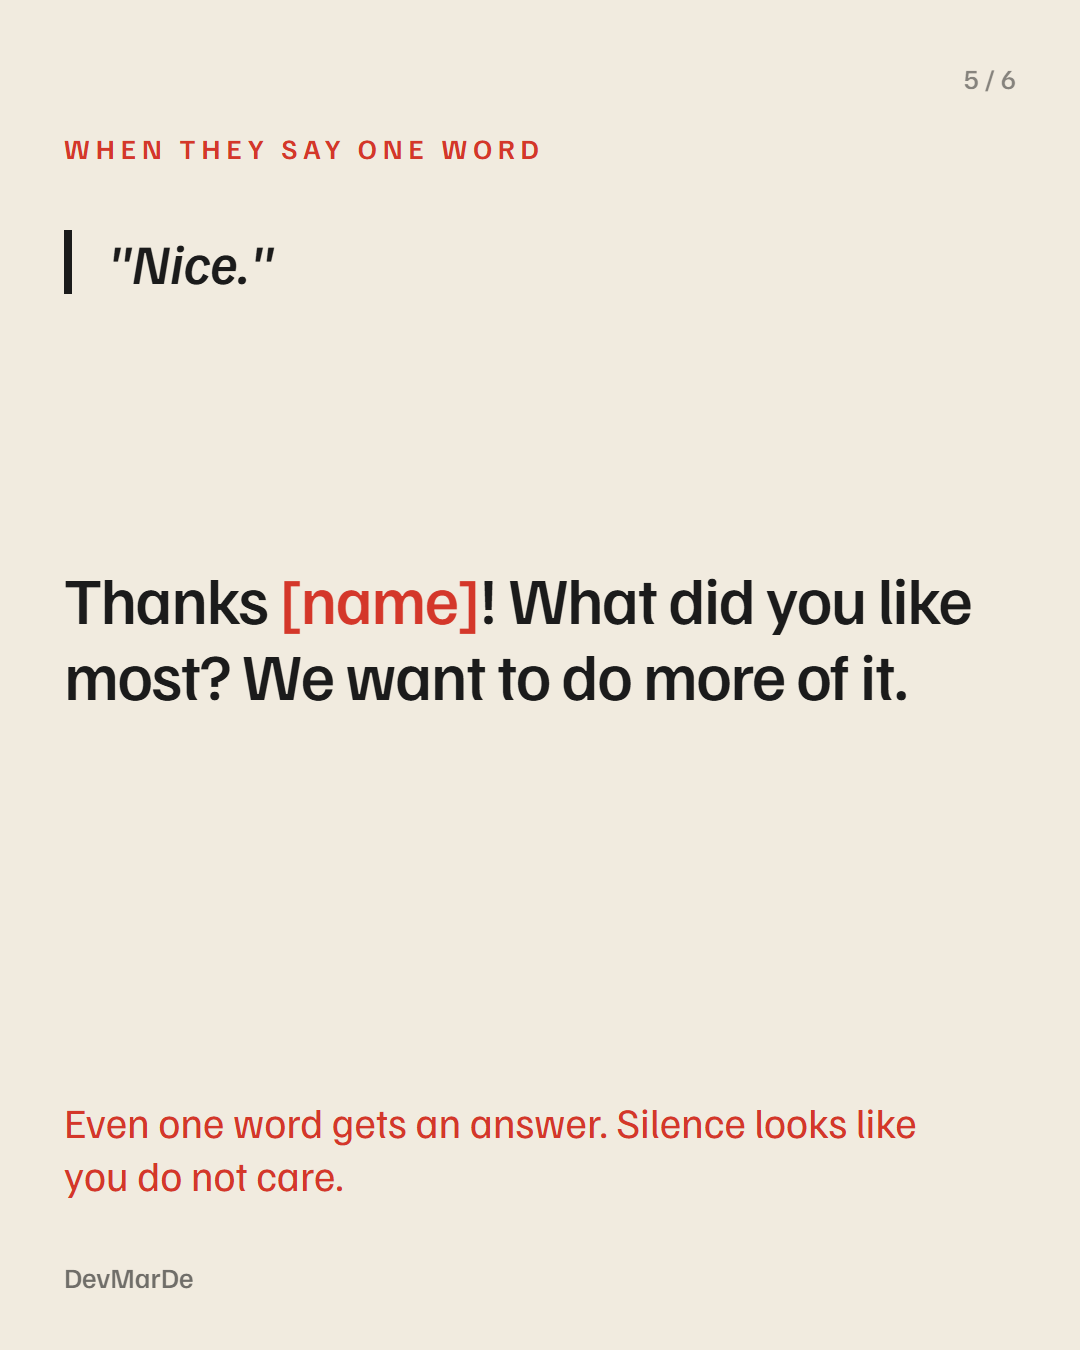 5 / 6
WHEN THEY SAY ONE WORD
"Nice."
Thanks [name]! What did you like
most? We want to do more of it.
Even one word gets an answer. Silence looks like
you do not care.
DevMarDe